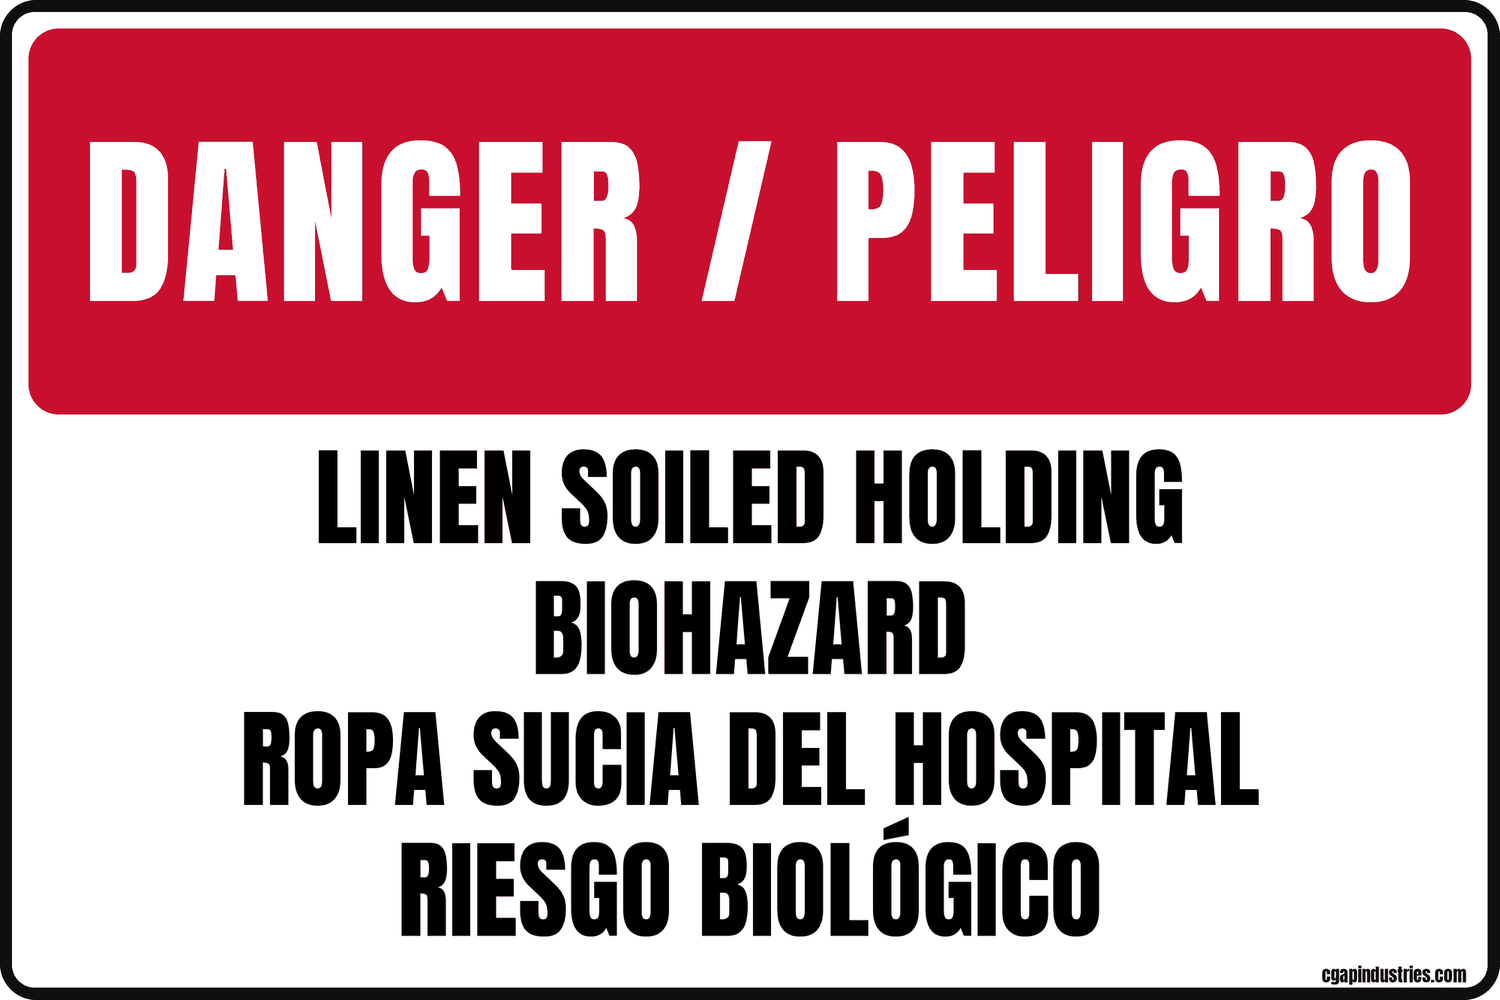 DANGER / PELIGRO
LINEN SOILED HOLDING
BIOHAZARD
ROPA SUCIA DEL HOSPITAL
RIESGO BIOLÓGICO
cgapindustries.com